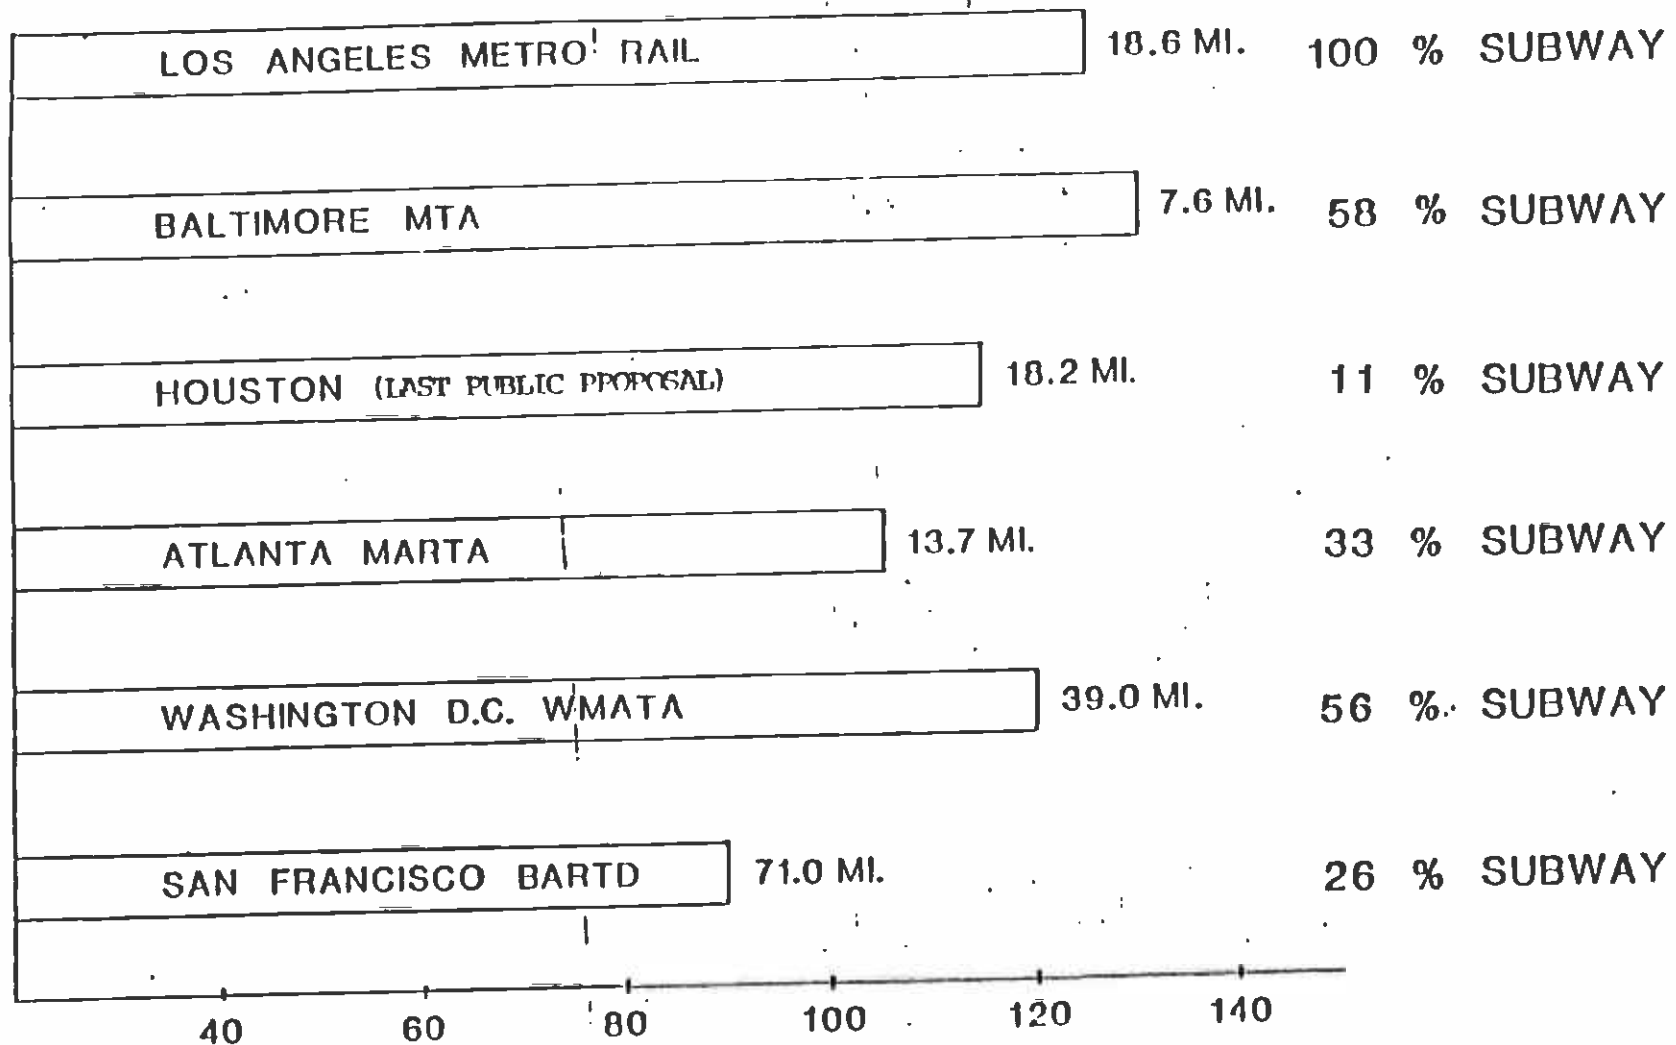 LOS ANGELES METRO RAIL 18.6 MI. 100 % SUBWAY
BALTIMORE MTA 7.6 MI. 58 % SUBWAY
HOUSTON (LAST PUBLIC PROPOSAL) 18.2 MI. 11 % SUBWAY
ATLANTA MARTA 13.7 MI. 33 % SUBWAY
WASHINGTON D.C. WMATA 39.0 MI. 56 % SUBWAY
SAN FRANCISCO BARTD 71.0 MI. 26 % SUBWAY
40 60 80 100 120 140